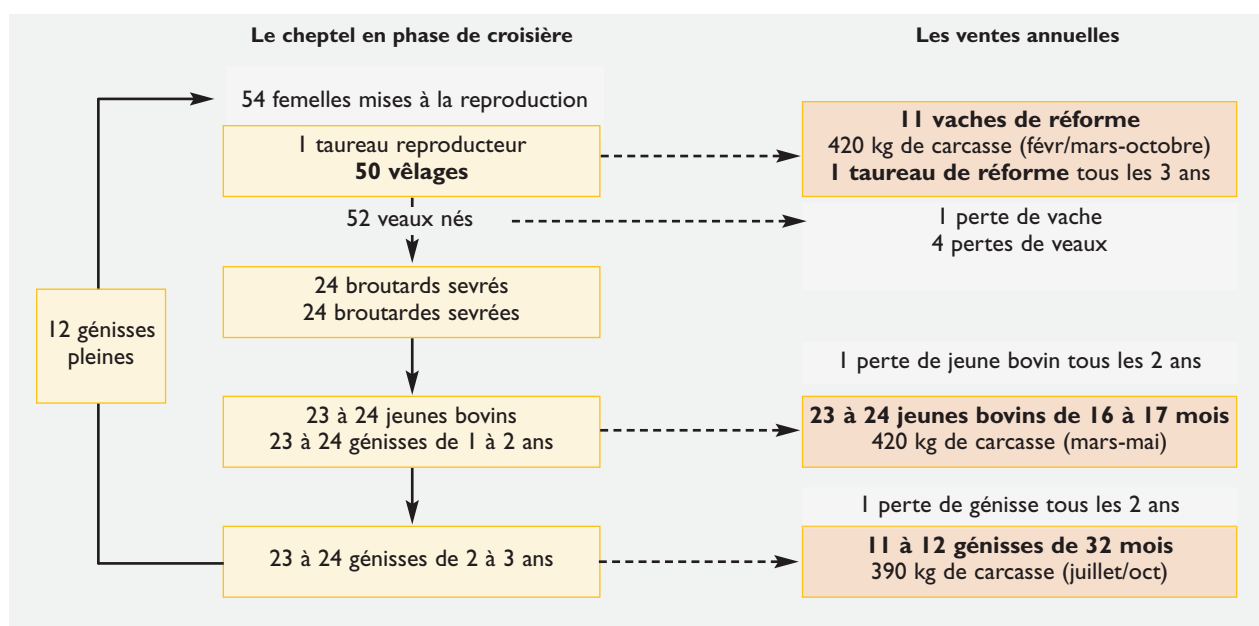 Le cheptel en phase de croisière
Les ventes annuelles
54 femelles mises à la reproduction
1 taureau reproducteur
50 vêlages
11 vaches de réforme
420 kg de carcasse (févr/mars-octobre)
1 taureau de réforme tous les 3 ans
52 veaux nés
1 perte de vache
4 pertes de veaux
24 broutards sevrés
24 broutardes sevrées
12 génisses
pleines
1 perte de jeune bovin tous les 2 ans
23 à 24 jeunes bovins
23 à 24 génisses de 1 à 2 ans
23 à 24 jeunes bovins de 16 à 17 mois
420 kg de carcasse (mars-mai)
1 perte de génisse tous les 2 ans
23 à 24 génisses de 2 à 3 ans
11 à 12 génisses de 32 mois
390 kg de carcasse (juillet/oct)